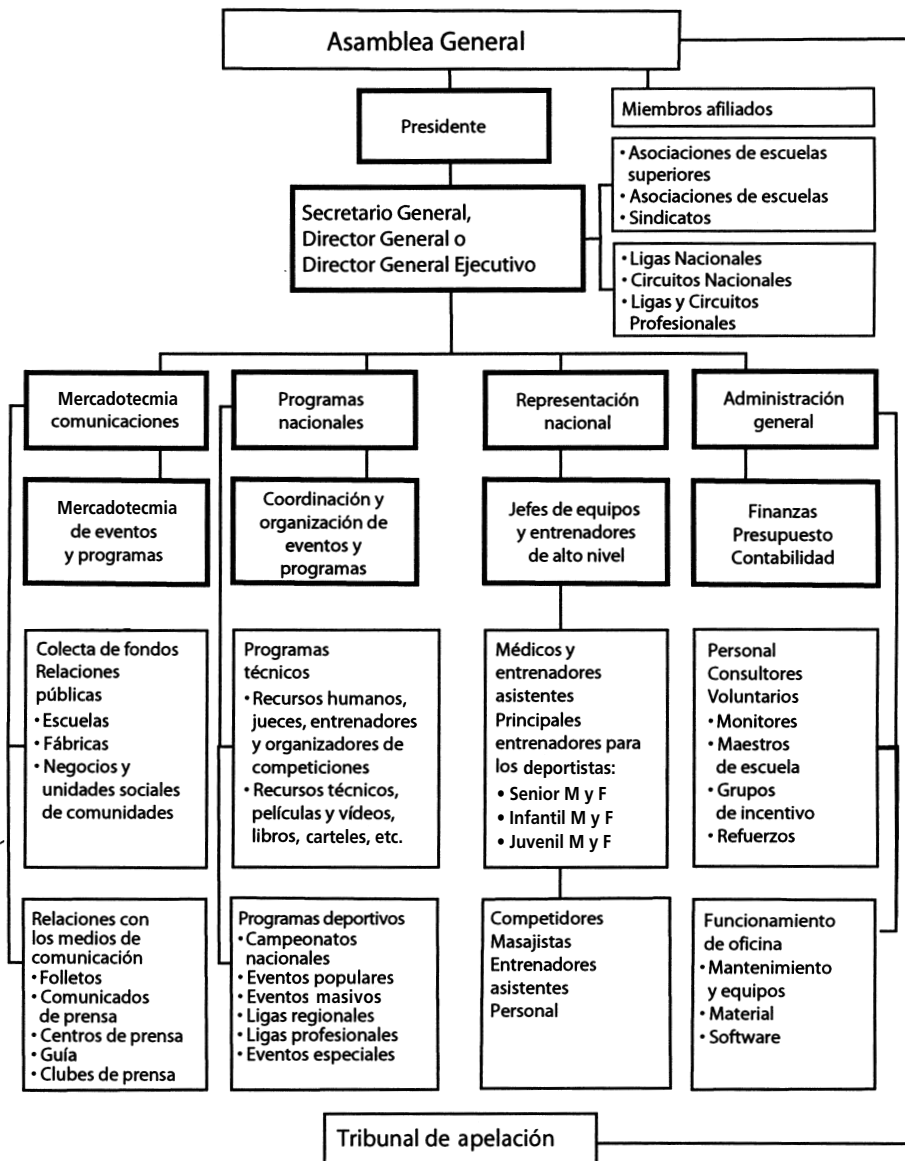 Asamblea General
Presidente
Miembros afiliados
• Asociaciones de escuelas
superiores
• Asociaciones de escuelas
• Sindicatos
Secretario General,
Director General o
Director General Ejecutivo
• Ligas Nacionales
• Circuitos Nacionales
• Ligas y Circuitos
Profesionales
Mercadotecmia
comunicaciones
Programas
nacionales
Representación
nacional
Administración
general
Mercadotecmia
de eventos
y programas
Coordinación y
organización de
eventos y
programas
Jefes de equipos
y entrenadores
de alto nivel
Finanzas
Presupuesto
Contabilidad
Colecta de fondos
Relaciones
públicas
• Escuelas
• Fábricas
• Negocios y
unidades sociales
de comunidades
Programas
técnicos
• Recursos humanos,
jueces, entrenadores
y organizadores de
competiciones
• Recursos técnicos,
películas y vídeos,
libros, carteles, etc.
Médicos y
entrenadores
asistentes
Principales
entrenadores para
los deportistas:
• Senior M y F
• Infantil M y F
• Juvenil M y F
Personal
Consultores
Voluntarios
• Monitores
• Maestros
de escuela
• Grupos
de incentivo
• Refuerzos
Relaciones con
los medios de
comunicación
• Folletos
• Comunicados
de prensa
• Centros de prensa
• Guía
• Clubes de prensa
Programas deportivos
• Campeonatos
nacionales
• Eventos populares
• Eventos masivos
• Ligas regionales
• Ligas profesionales
• Eventos especiales
Competidores
Masajistas
Entrenadores
asistentes
Personal
Funcionamiento
de oficina
• Mantenimiento
y equipos
• Material
• Software
Tribunal de apelación